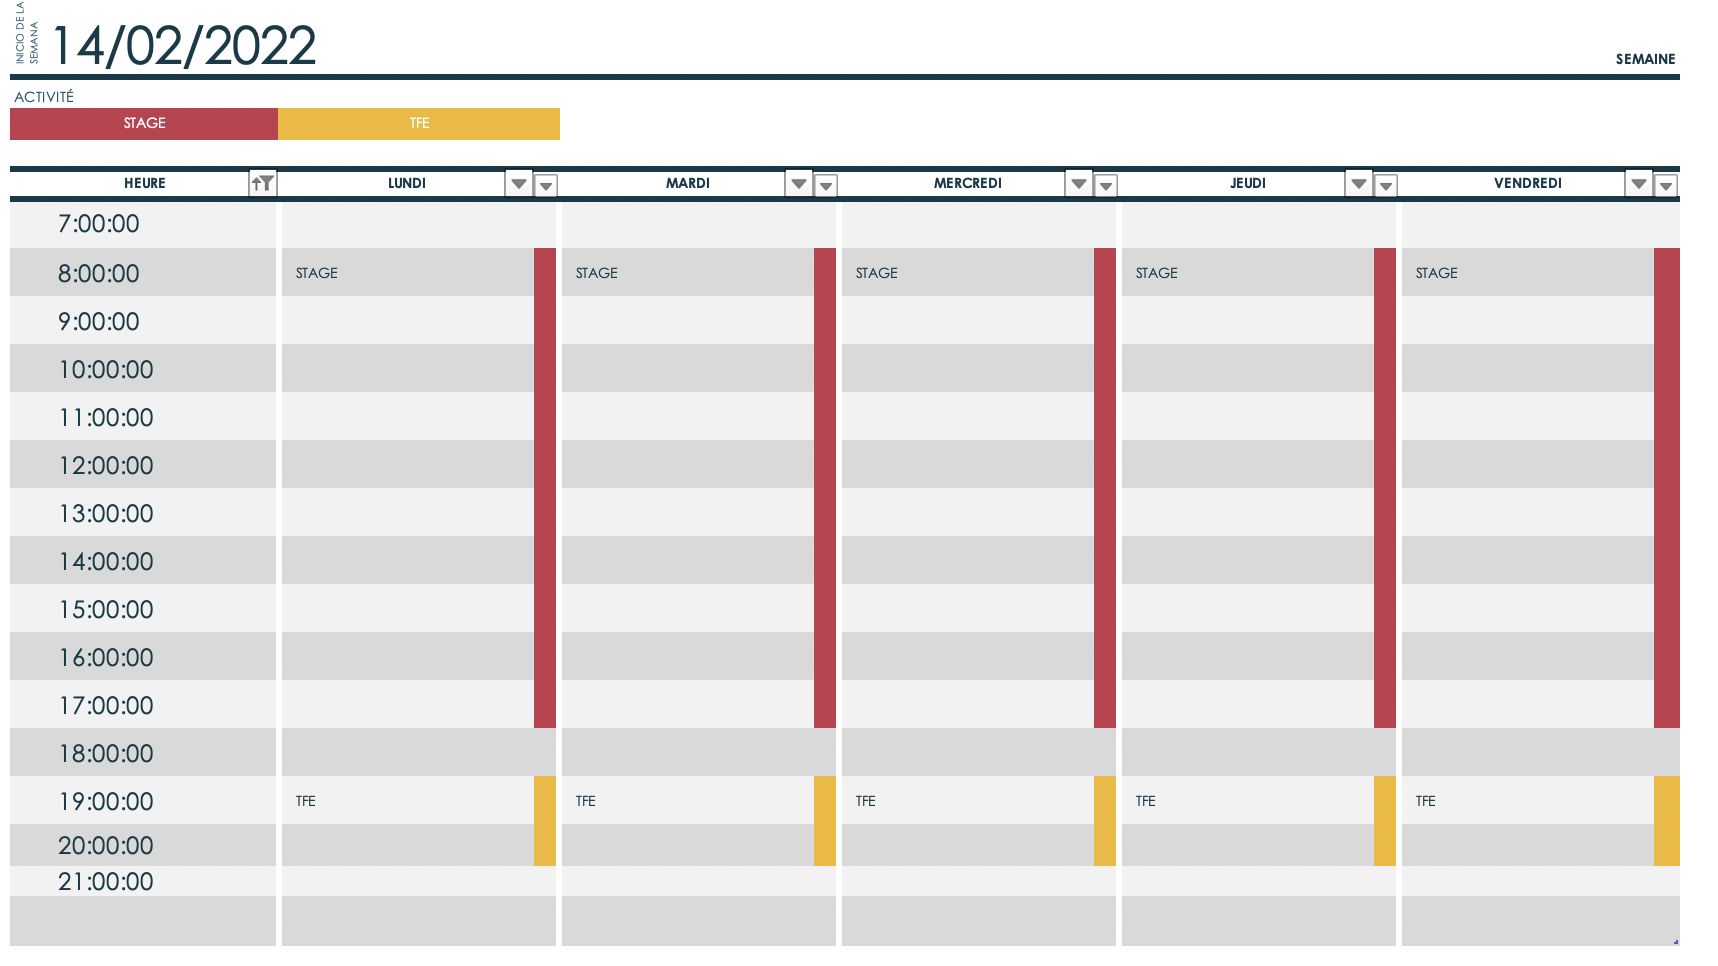 INICIO DE LA
SEMANA
14/02/2022
SEMAINE
ACTIVITÉ
STAGE TFE
HEURE LUNDI MARDI MERCREDI JEUDI VENDREDI
7:00:00
8:00:00 STAGE STAGE STAGE STAGE STAGE
9:00:00
10:00:00
11:00:00
12:00:00
13:00:00
14:00:00
15:00:00
16:00:00
17:00:00
18:00:00
19:00:00 TFE TFE TFE TFE TFE
20:00:00
21:00:00